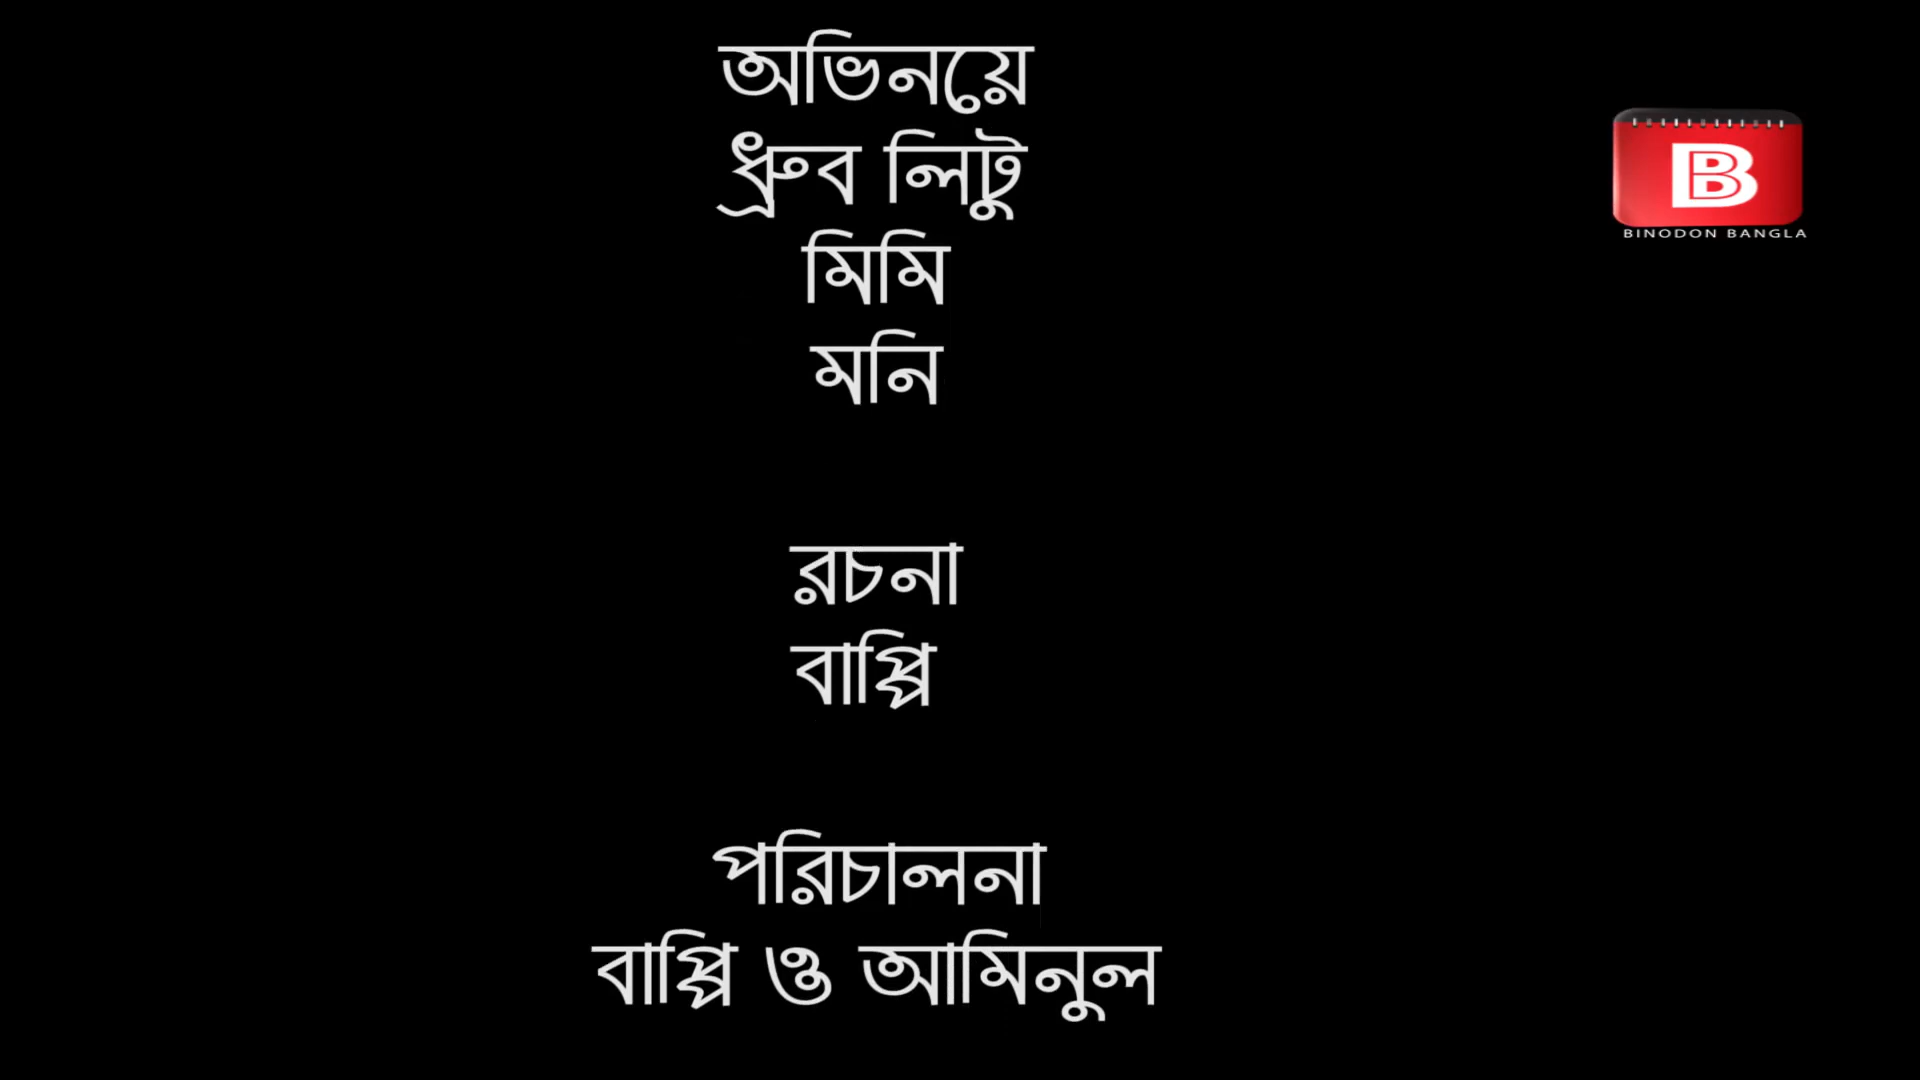 অভিনয়ে
ধ্রুব লিটু
মিমি
মনি
রচনা
বাপ্পি
পরিচালনা
বাপ্পি ও আমিনুল
B
BINODON BANGLA